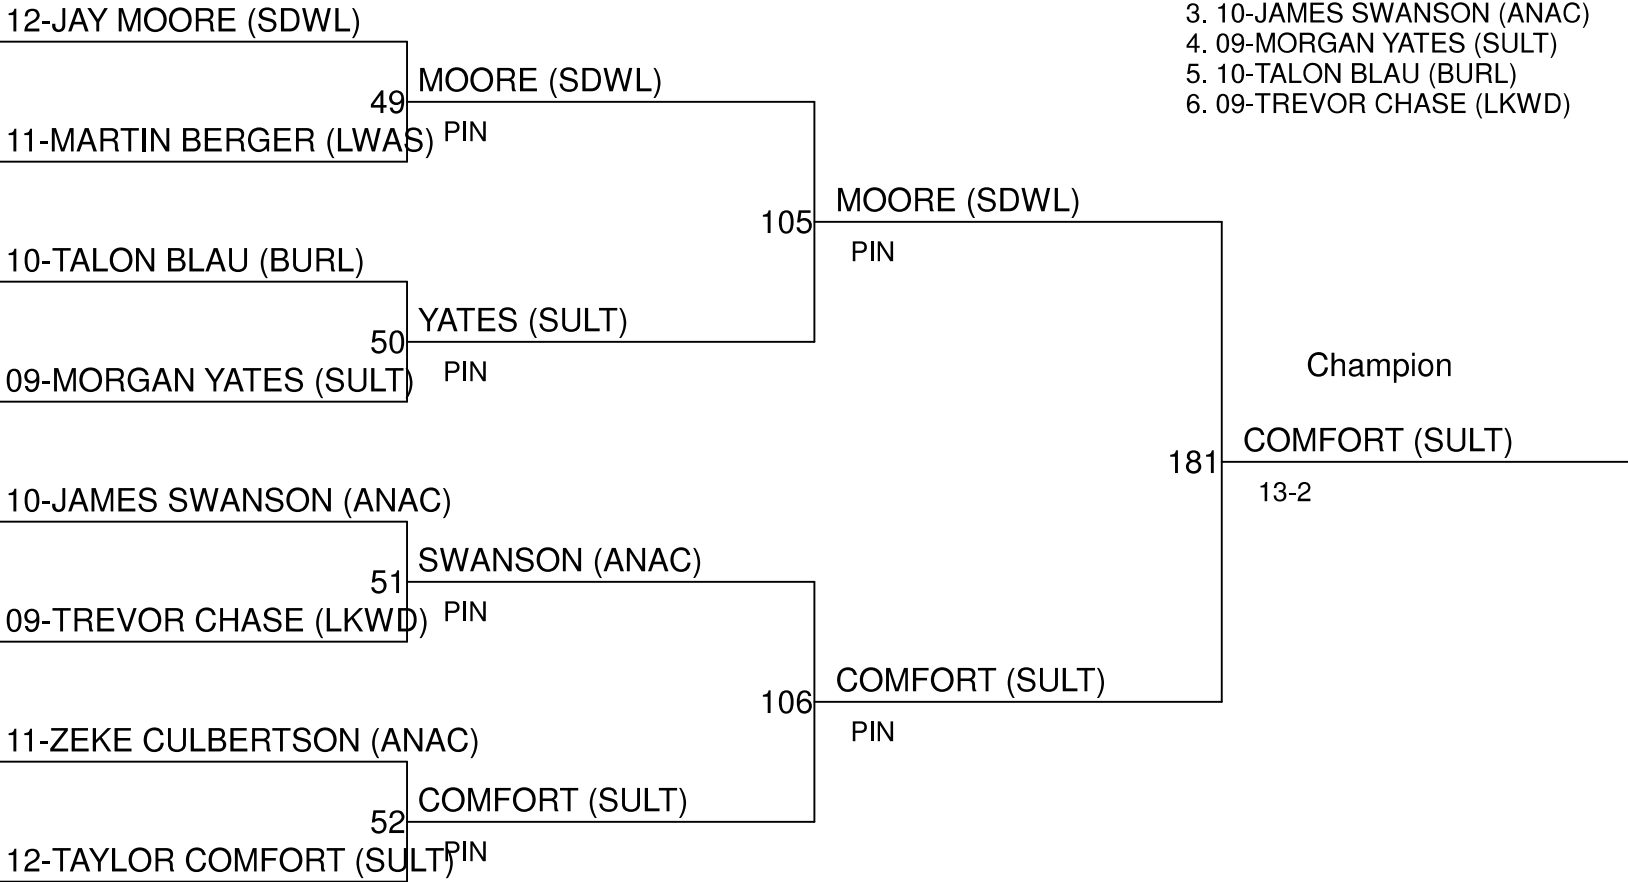 12-JAY MOORE (SDWL)
49
MOORE (SDWL)
PIN
11-MARTIN BERGER (LWAS)
10-TALON BLAU (BURL)
50
YATES (SULT)
PIN
09-MORGAN YATES (SULT)
10-JAMES SWANSON (ANAC)
51
SWANSON (ANAC)
PIN
09-TREVOR CHASE (LKWD)
11-ZEKE CULBERTSON (ANAC)
52
COMFORT (SULT)
PIN
12-TAYLOR COMFORT (SULT)
105
MOORE (SDWL)
PIN
106
COMFORT (SULT)
PIN
3. 10-JAMES SWANSON (ANAC)
4. 09-MORGAN YATES (SULT)
5. 10-TALON BLAU (BURL)
6. 09-TREVOR CHASE (LKWD)
Champion
181
COMFORT (SULT)
13-2